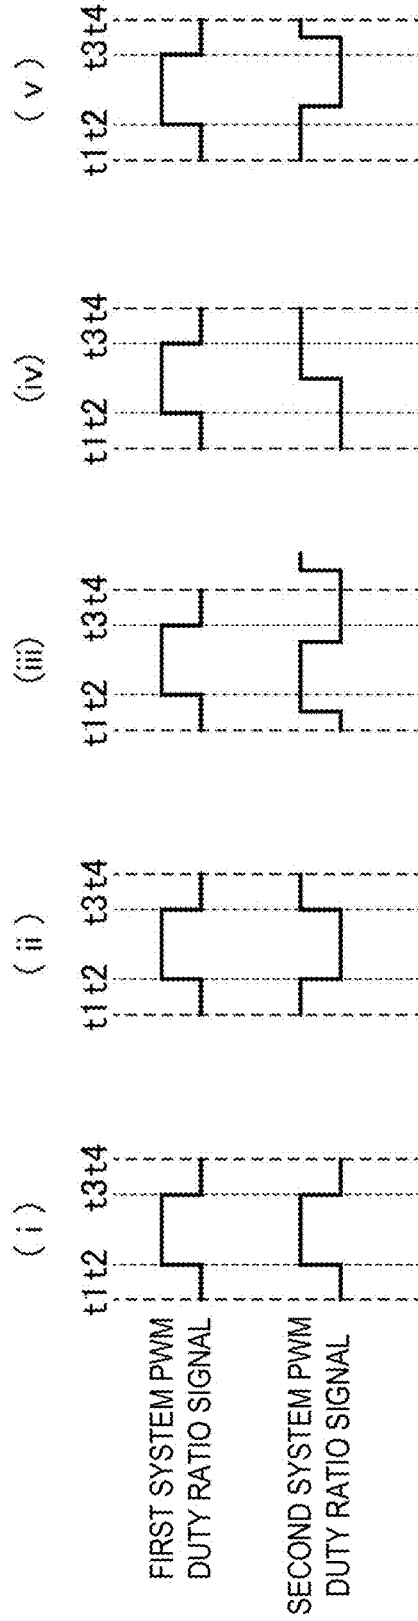 ( i )
( ii )
(iii)
(iv)
( v )
t1 t2 t3 t4
t1 t2 t3 t4
t1 t2 t3 t4
t1 t2 t3 t4
t1 t2 t3 t4
FIRST SYSTEM PWM
DUTY RATIO SIGNAL
SECOND SYSTEM PWM
DUTY RATIO SIGNAL